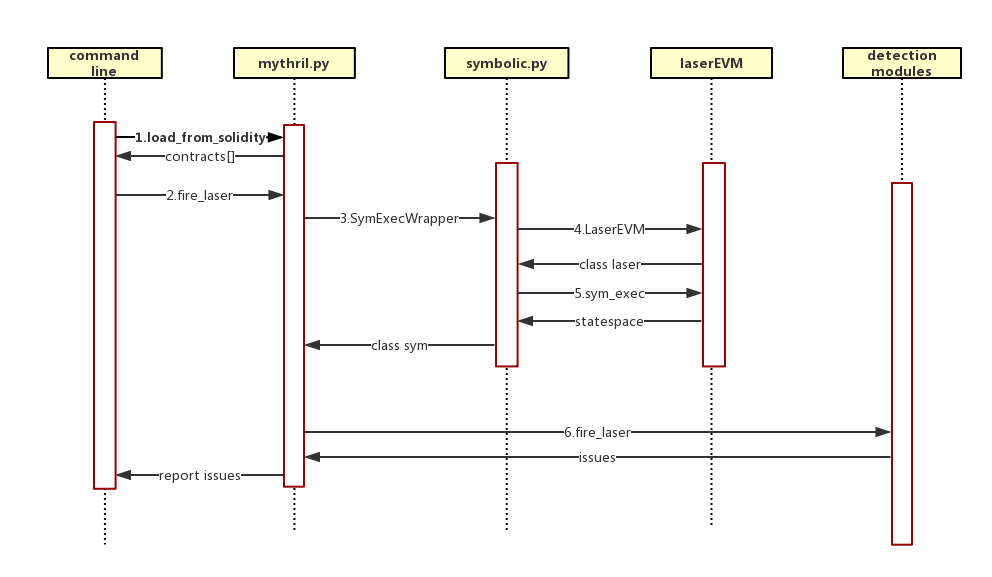 command
line
mythril.py
symbolic.py
laserEVM
detection
modules
1.load_from_solidity
contracts[]
2.fire_laser
3.SymExecWrapper
4.LaserEVM
class laser
5.sym_exec
statespace
class sym
6.fire_laser
issues
report issues